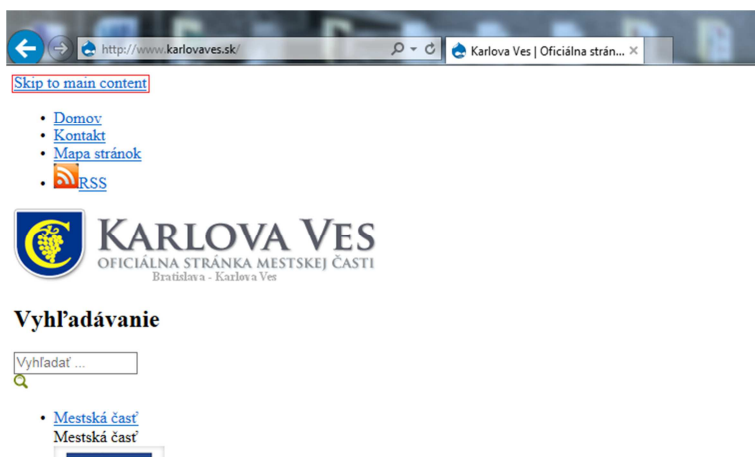 http://www.karlovaves.sk/
Karlova Ves | Oficiálna strán...
Skip to main content
Domov
Kontakt
Mapa stránok
RSS
KARLOVA VES
OFICIÁLNA STRÁNKA MESTSKEJ ČASTI
Bratislava - Karlova Ves
Vyhľadávanie
Vyhľadať ...
Mestská časť
Mestská časť